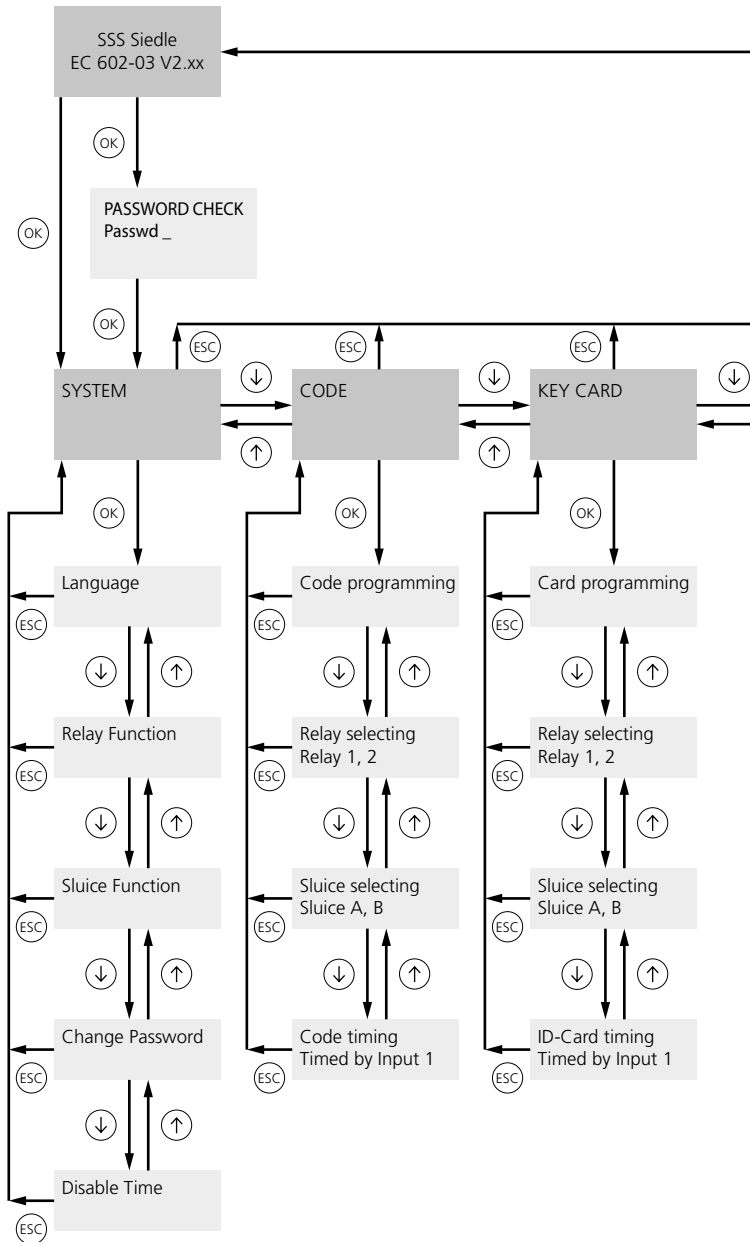 SSS Siedle
EC 602-03 V2.xx
OK
PASSWORD CHECK
Passwd _
OK
OK
ESC
ESC
ESC
SYSTEM
↓
CODE
↓
KEY CARD
↓
↑
↑
OK
OK
OK
Language
Code programming
Card programming
ESC
ESC
ESC
↓
↑
↓
↑
↓
↑
Relay Function
Relay selecting
Relay 1, 2
Relay selecting
Relay 1, 2
ESC
ESC
ESC
↓
↑
↓
↑
↓
↑
Sluice Function
Sluice selecting
Sluice A, B
Sluice selecting
Sluice A, B
ESC
ESC
ESC
↓
↑
↓
↑
↓
↑
Change Password
Code timing
Timed by Input 1
ID-Card timing
Timed by Input 1
ESC
ESC
ESC
↓
↑
Disable Time
ESC